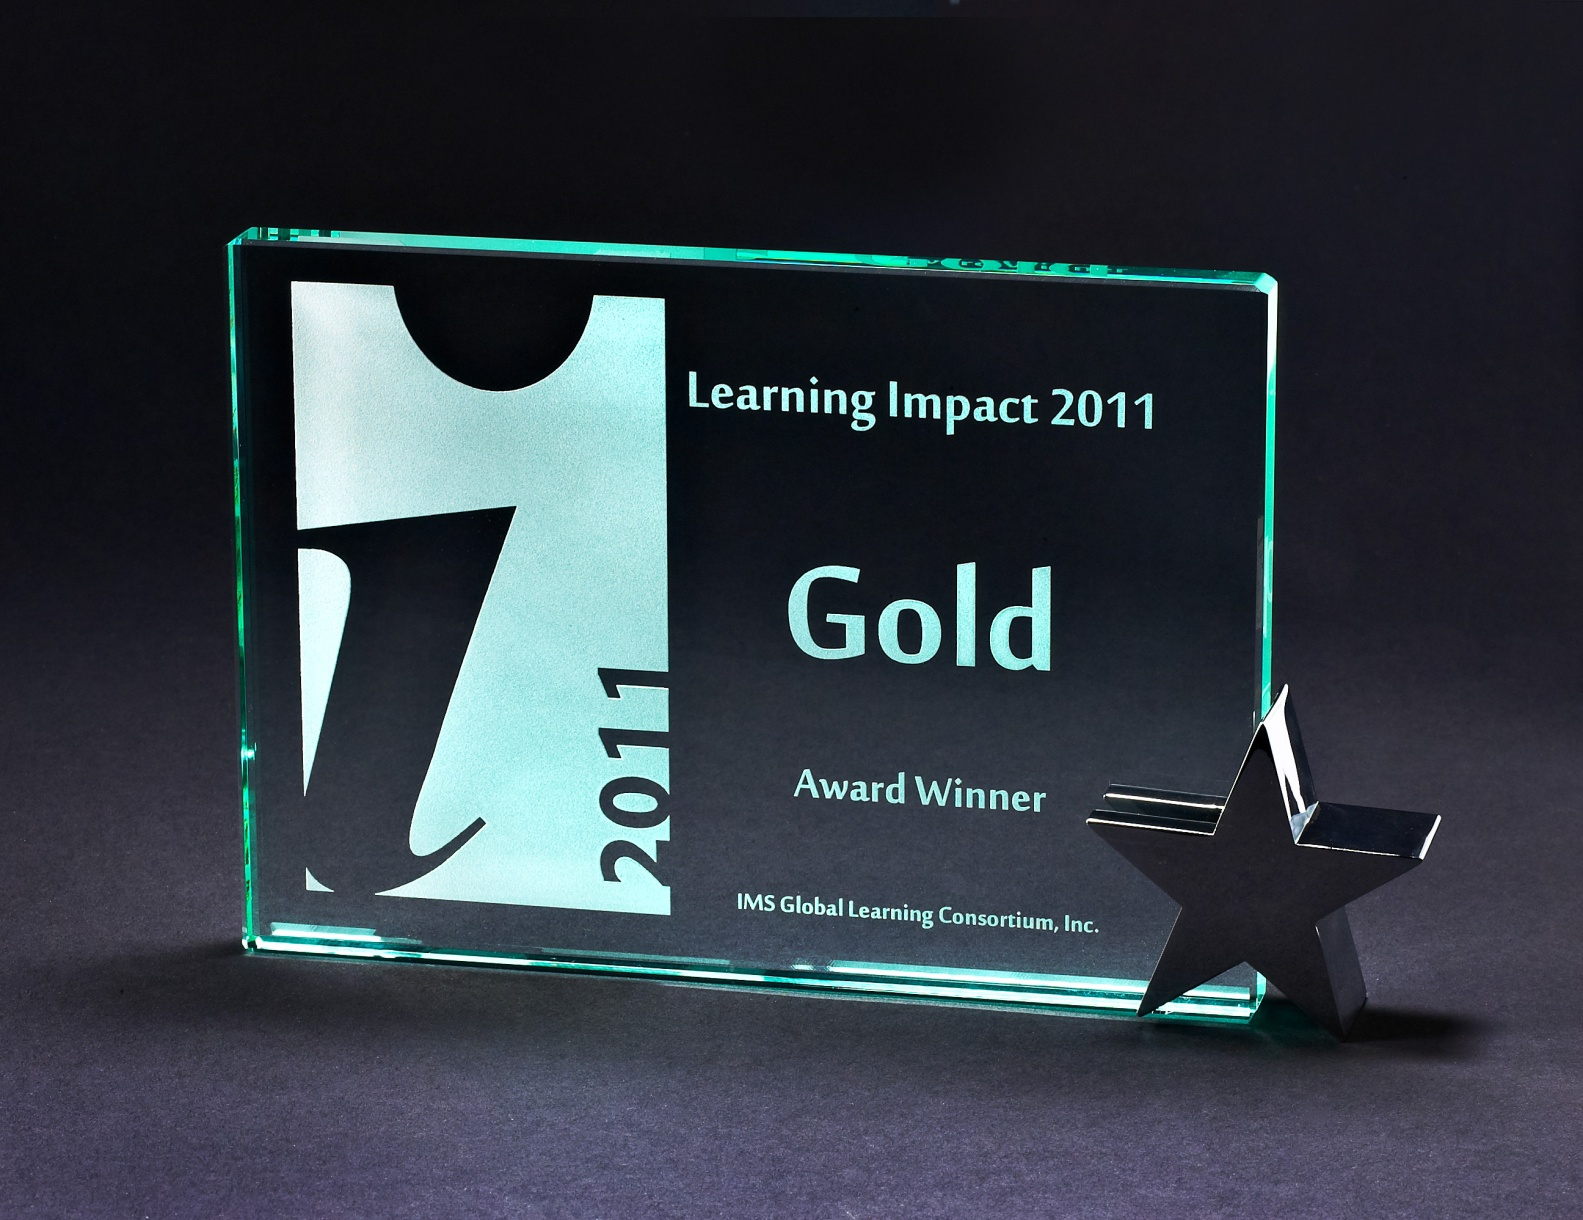 Learning Impact 2011
Gold
Award Winner
IMS Global Learning Consortium, Inc.
2011